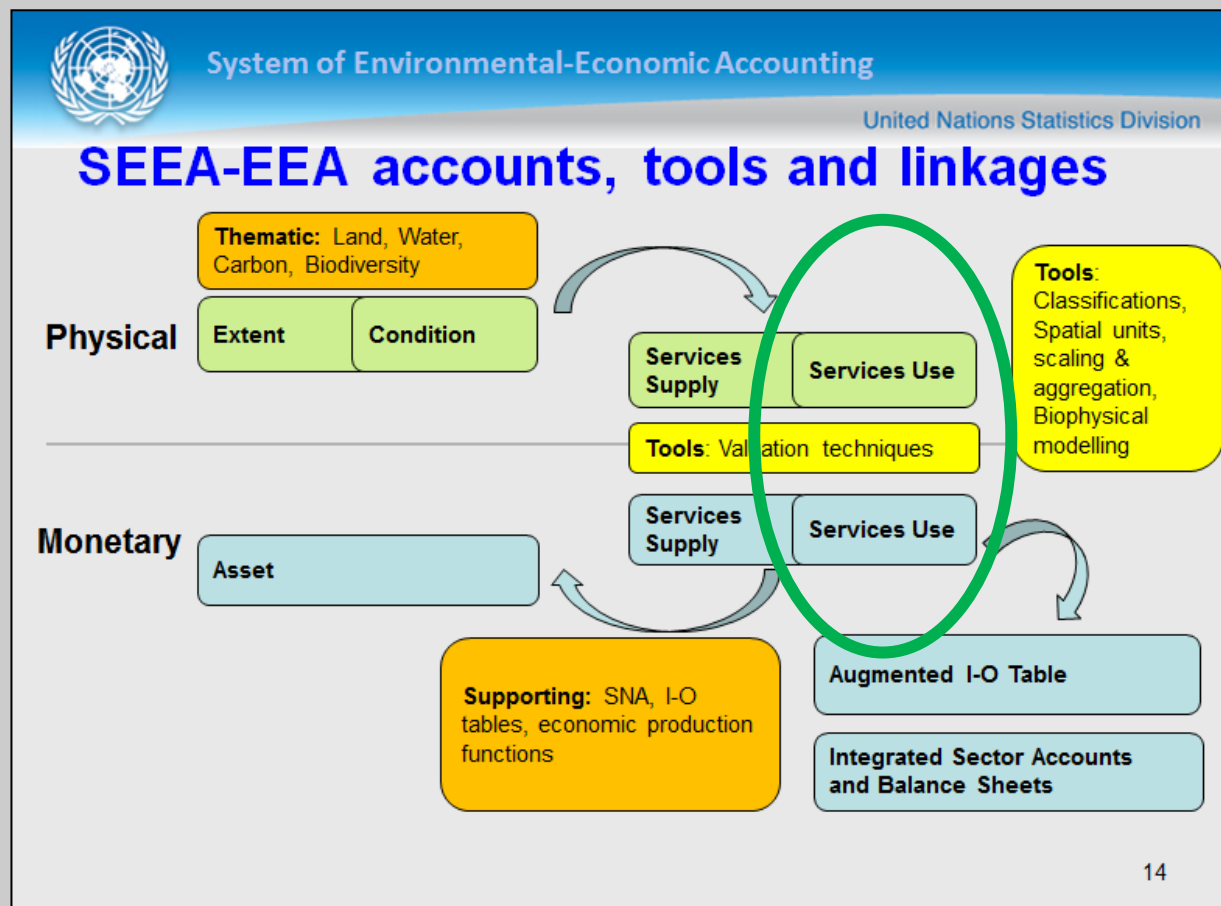 System of Environmental-Economic Accounting
United Nations Statistics Division
SEEA-EEA accounts, tools and linkages
Thematic: Land, Water,
Carbon, Biodiversity
Physical
Extent
Condition
Services
Supply
Services Use
Tools:
Classifications,
Spatial units,
scaling &
aggregation,
Biophysical
modelling
Tools: Valuation techniques
Monetary
Asset
Services
Supply
Services Use
Supporting: SNA, I-O
tables, economic production
functions
Augmented I-O Table
Integrated Sector Accounts
and Balance Sheets
14